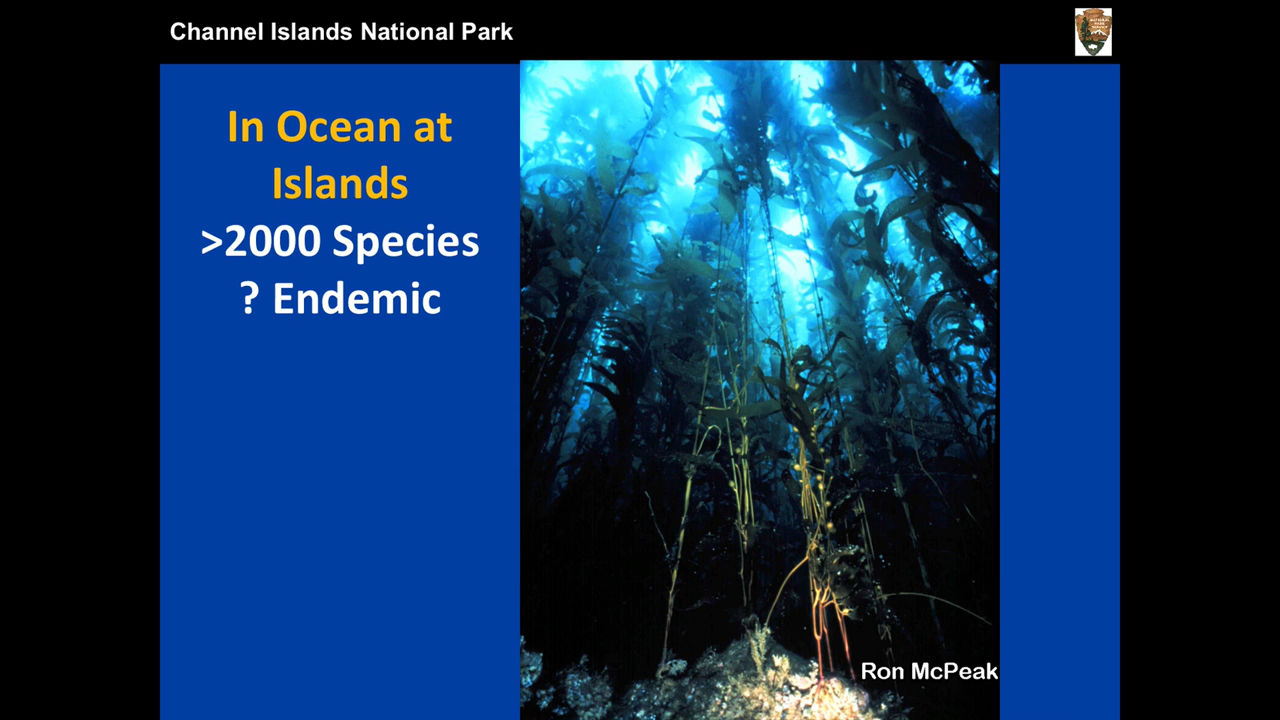 Channel Islands National Park
In Ocean at
Islands
>2000 Species
? Endemic
Ron McPeak